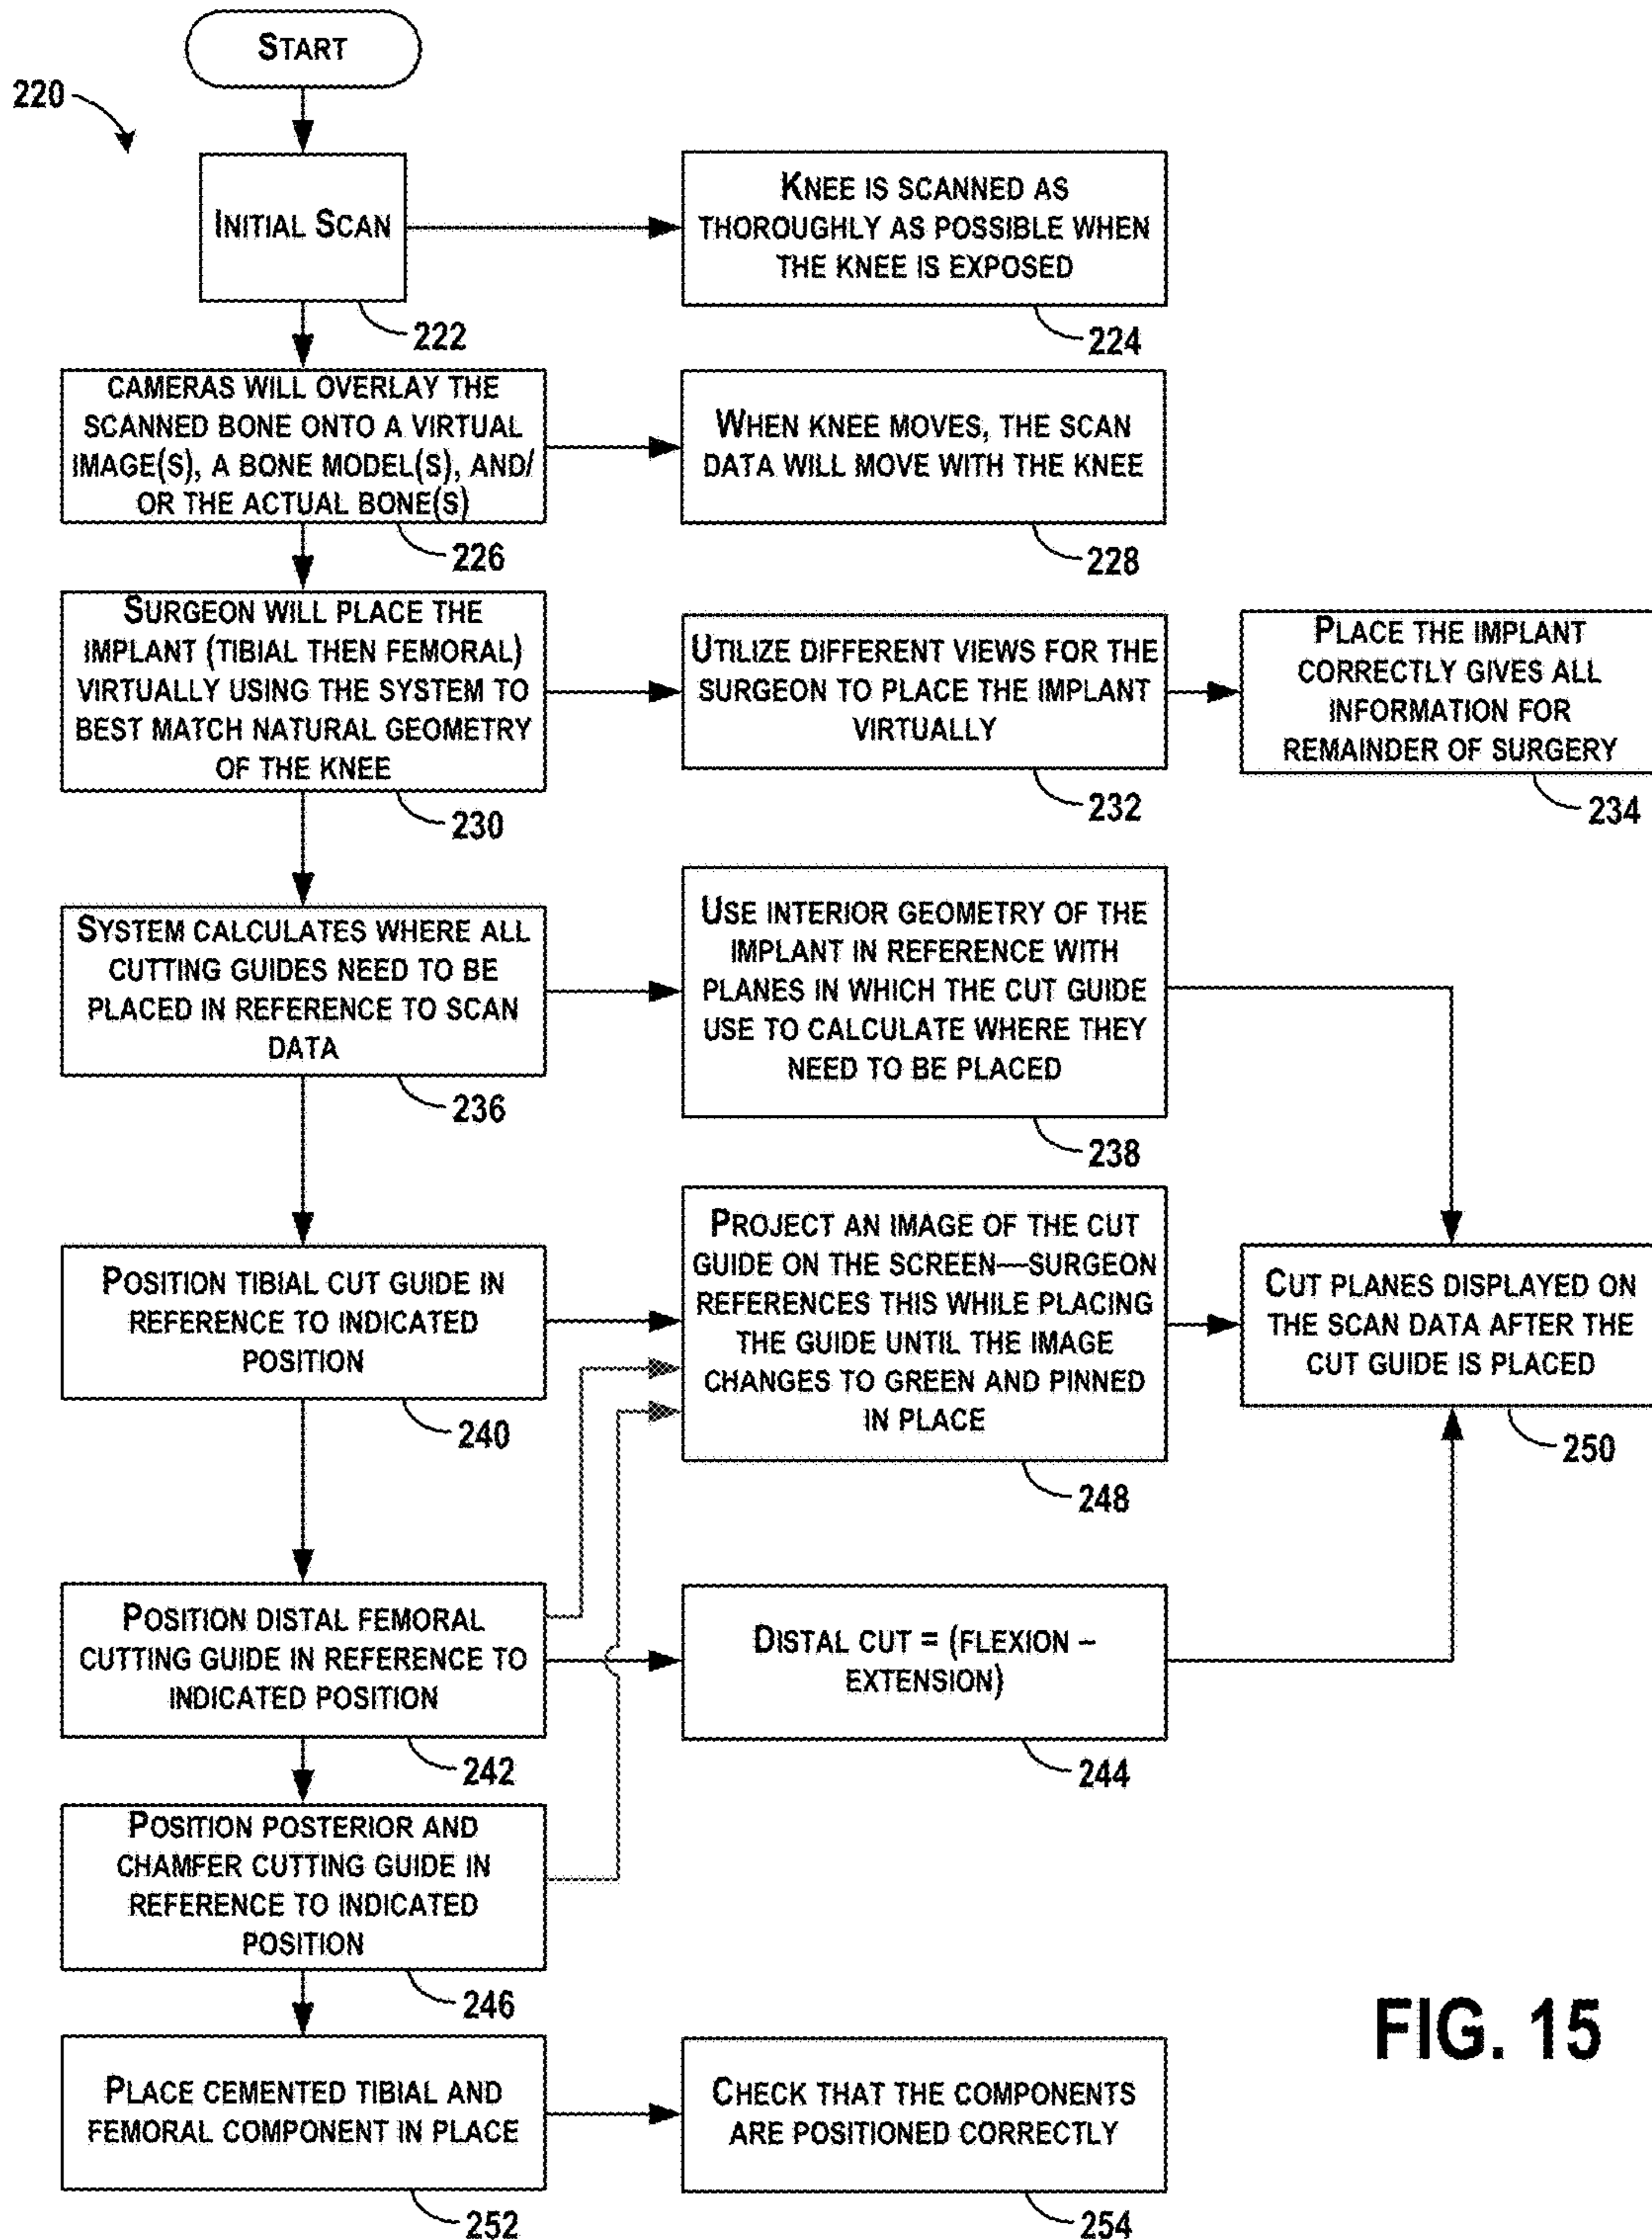 START
220
INITIAL SCAN
222
KNEE IS SCANNED AS
THOROUGHLY AS POSSIBLE WHEN
THE KNEE IS EXPOSED
224
CAMERAS WILL OVERLAY THE
SCANNED BONE ONTO A VIRTUAL
IMAGE(S), A BONE MODEL(S), AND/
OR THE ACTUAL BONE(S)
226
WHEN KNEE MOVES, THE SCAN
DATA WILL MOVE WITH THE KNEE
228
SURGEON WILL PLACE THE
IMPLANT (TIBIAL THEN FEMORAL)
VIRTUALLY USING THE SYSTEM TO
BEST MATCH NATURAL GEOMETRY
OF THE KNEE
230
UTILIZE DIFFERENT VIEWS FOR THE
SURGEON TO PLACE THE IMPLANT
VIRTUALLY
232
PLACE THE IMPLANT
CORRECTLY GIVES ALL
INFORMATION FOR
REMAINDER OF SURGERY
234
SYSTEM CALCULATES WHERE ALL
CUTTING GUIDES NEED TO BE
PLACED IN REFERENCE TO SCAN
DATA
236
USE INTERIOR GEOMETRY OF THE
IMPLANT IN REFERENCE WITH
PLANES IN WHICH THE CUT GUIDE
USE TO CALCULATE WHERE THEY
NEED TO BE PLACED
238
POSITION TIBIAL CUT GUIDE IN
REFERENCE TO INDICATED
POSITION
240
PROJECT AN IMAGE OF THE CUT
GUIDE ON THE SCREEN—SURGEON
REFERENCES THIS WHILE PLACING
THE GUIDE UNTIL THE IMAGE
CHANGES TO GREEN AND PINNED
IN PLACE
248
CUT PLANES DISPLAYED ON
THE SCAN DATA AFTER THE
CUT GUIDE IS PLACED
250
POSITION DISTAL FEMORAL
CUTTING GUIDE IN REFERENCE TO
INDICATED POSITION
242
DISTAL CUT = (FLEXION –
EXTENSION)
244
POSITION POSTERIOR AND
CHAMFER CUTTING GUIDE IN
REFERENCE TO INDICATED
POSITION
246
PLACE CEMENTED TIBIAL AND
FEMORAL COMPONENT IN PLACE
252
CHECK THAT THE COMPONENTS
ARE POSITIONED CORRECTLY
254
FIG. 15